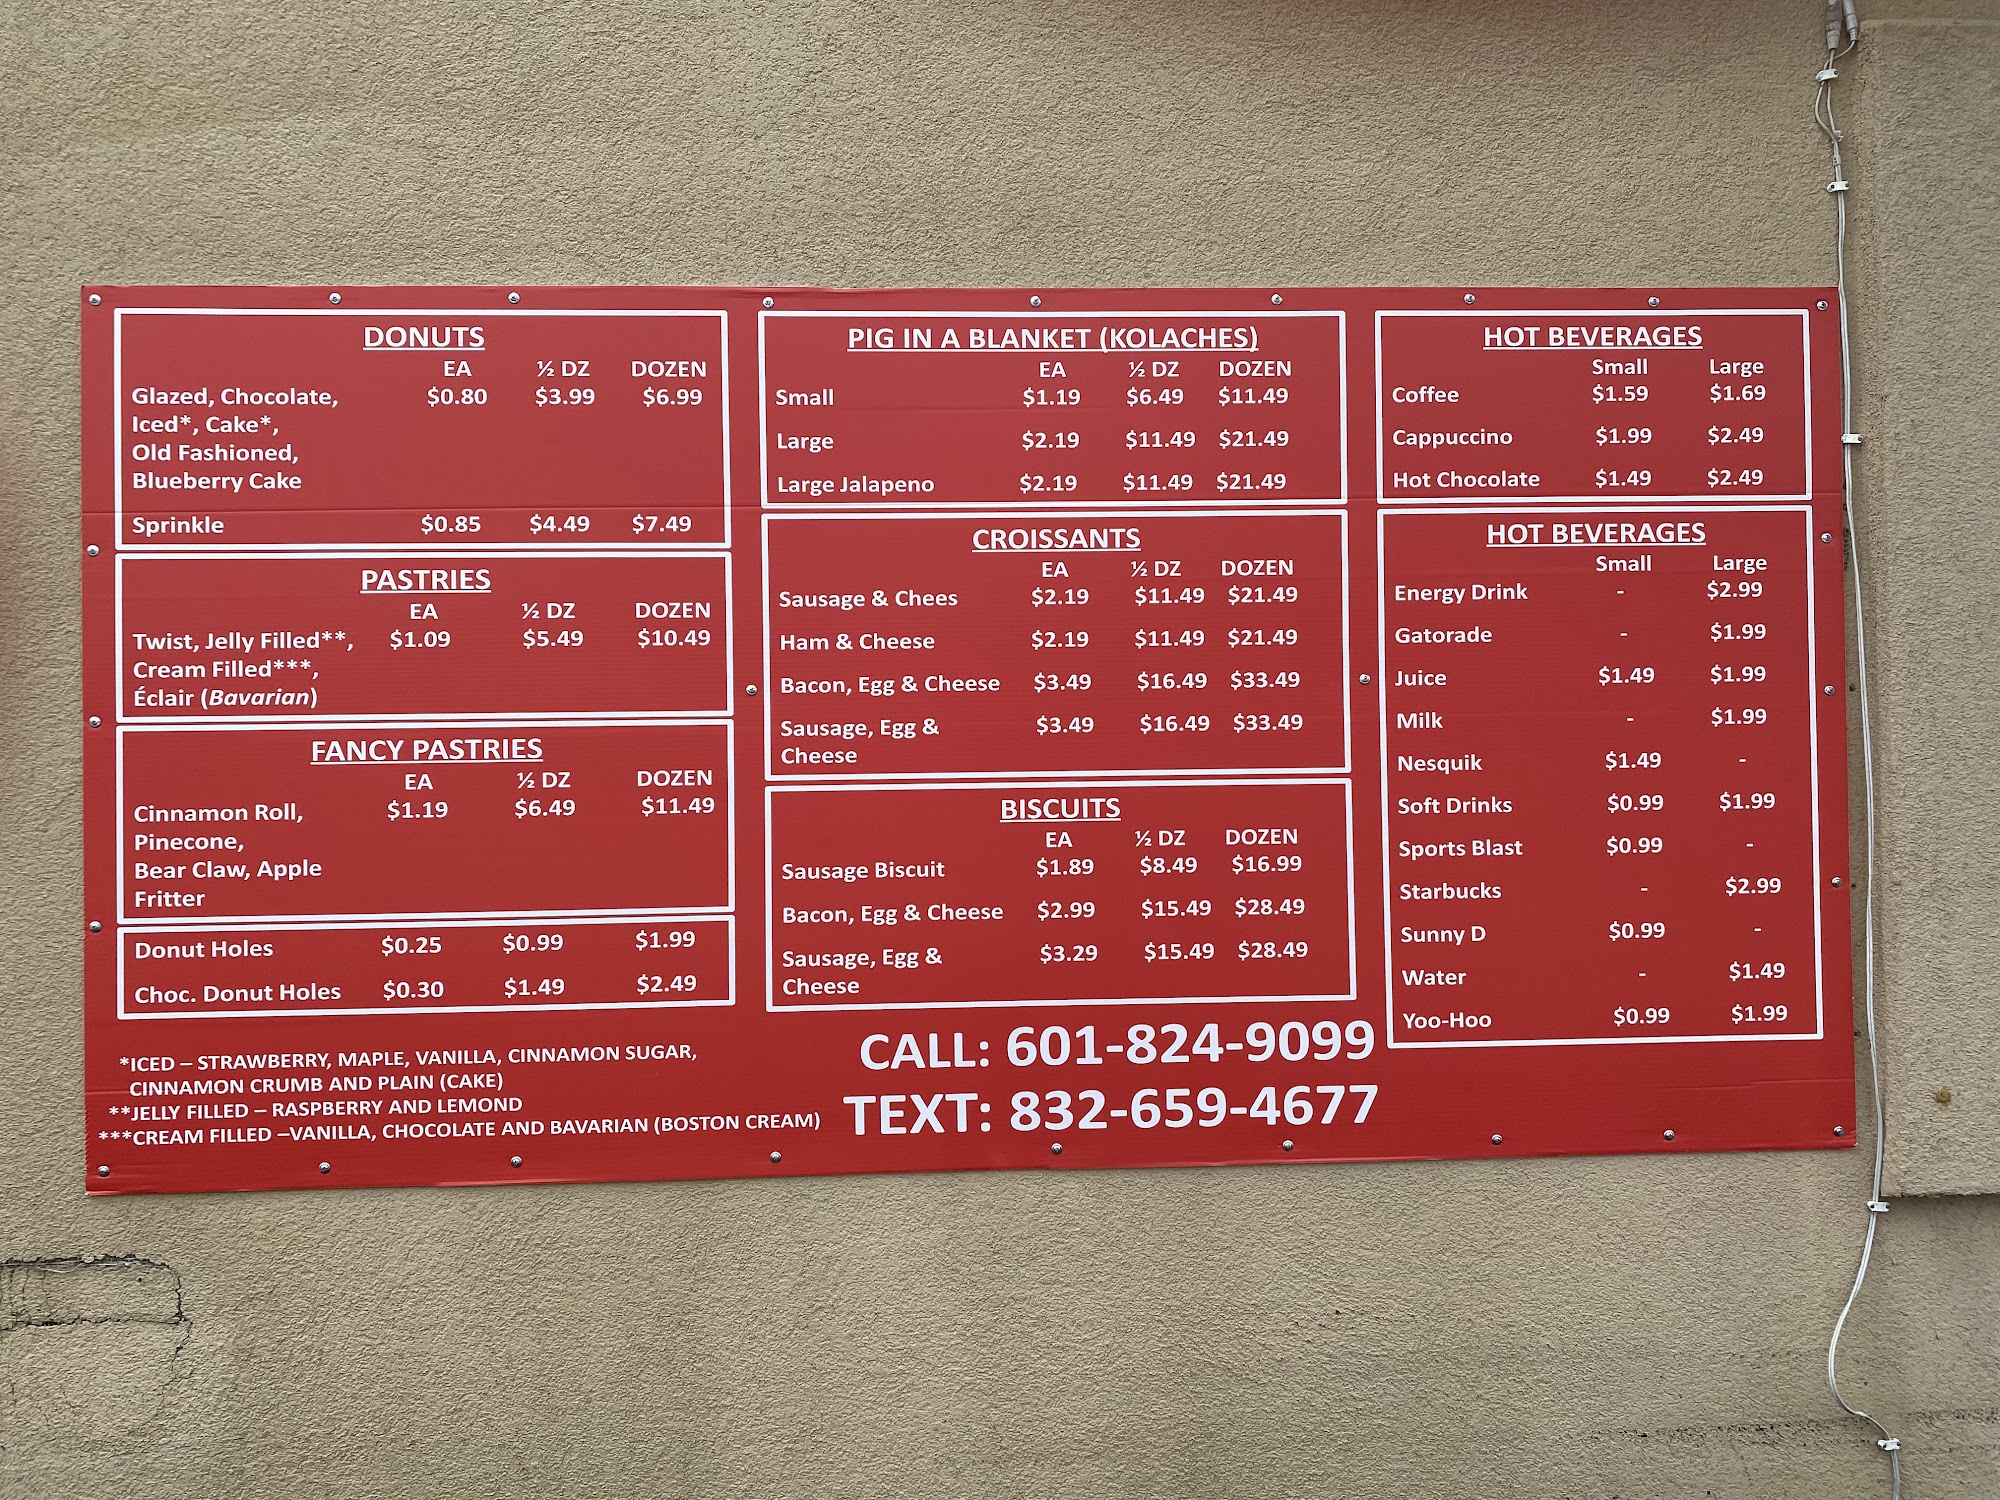 DONUTS
EA ½ DZ DOZEN
Glazed, Chocolate, $0.80 $3.99 $6.99
Iced*, Cake*,
Old Fashioned,
Blueberry Cake
Sprinkle $0.85 $4.49 $7.49
PASTRIES
EA ½ DZ DOZEN
Twist, Jelly Filled**, $1.09 $5.49 $10.49
Cream Filled***,
Éclair (Bavarian)
FANCY PASTRIES
EA ½ DZ DOZEN
Cinnamon Roll, $1.19 $6.49 $11.49
Pinecone,
Bear Claw, Apple
Fritter
Donut Holes $0.25 $0.99 $1.99
Choc. Donut Holes $0.30 $1.49 $2.49
*ICED – STRAWBERRY, MAPLE, VANILLA, CINNAMON SUGAR,
CINNAMON CRUMB AND PLAIN (CAKE)
**JELLY FILLED – RASPBERRY AND LEMOND
***CREAM FILLED –VANILLA, CHOCOLATE AND BAVARIAN (BOSTON CREAM)
PIG IN A BLANKET (KOLACHES)
EA ½ DZ DOZEN
Small $1.19 $6.49 $11.49
Large $2.19 $11.49 $21.49
Large Jalapeno $2.19 $11.49 $21.49
CROISSANTS
EA ½ DZ DOZEN
Sausage & Chees $2.19 $11.49 $21.49
Ham & Cheese $2.19 $11.49 $21.49
Bacon, Egg & Cheese $3.49 $16.49 $33.49
Sausage, Egg & $3.49 $16.49 $33.49
Cheese
BISCUITS
EA ½ DZ DOZEN
Sausage Biscuit $1.89 $8.49 $16.99
Bacon, Egg & Cheese $2.99 $15.49 $28.49
Sausage, Egg & $3.29 $15.49 $28.49
Cheese
CALL: 601-824-9099
TEXT: 832-659-4677
HOT BEVERAGES
Small Large
Coffee $1.59 $1.69
Cappuccino $1.99 $2.49
Hot Chocolate $1.49 $2.49
HOT BEVERAGES
Small Large
Energy Drink - $2.99
Gatorade - $1.99
Juice $1.49 $1.99
Milk - $1.99
Nesquik $1.49 -
Soft Drinks $0.99 $1.99
Sports Blast $0.99 -
Starbucks - $2.99
Sunny D $0.99 -
Water - $1.49
Yoo-Hoo $0.99 $1.99